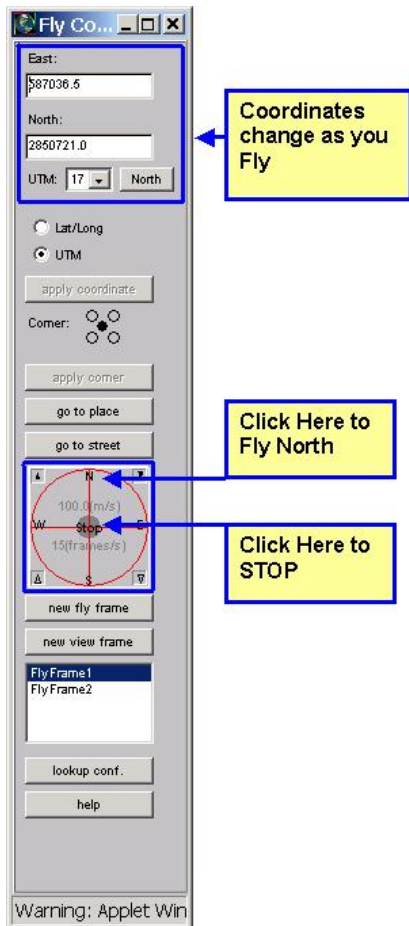 Fly Co...
East:
587036.5
North:
2850721.0
UTM: 17 North
Lat/Long
UTM
apply coordinate
Corner:
apply corner
go to place
go to street
N
100.0(m/s)
W Stop E
15(frames/s)
S
new fly frame
new view frame
FlyFrame1
FlyFrame2
lookup conf.
help
Warning: Applet Win
Coordinates
change as you
Fly
Click Here to
Fly North
Click Here to
STOP